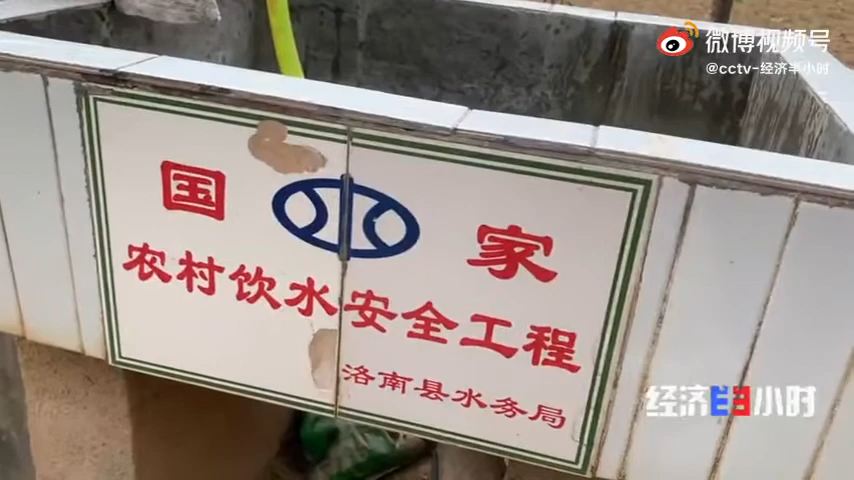 微博视频号
@cctv-经济半小时
国 家
农村饮水安全工程
洛南县水务局
经济半小时